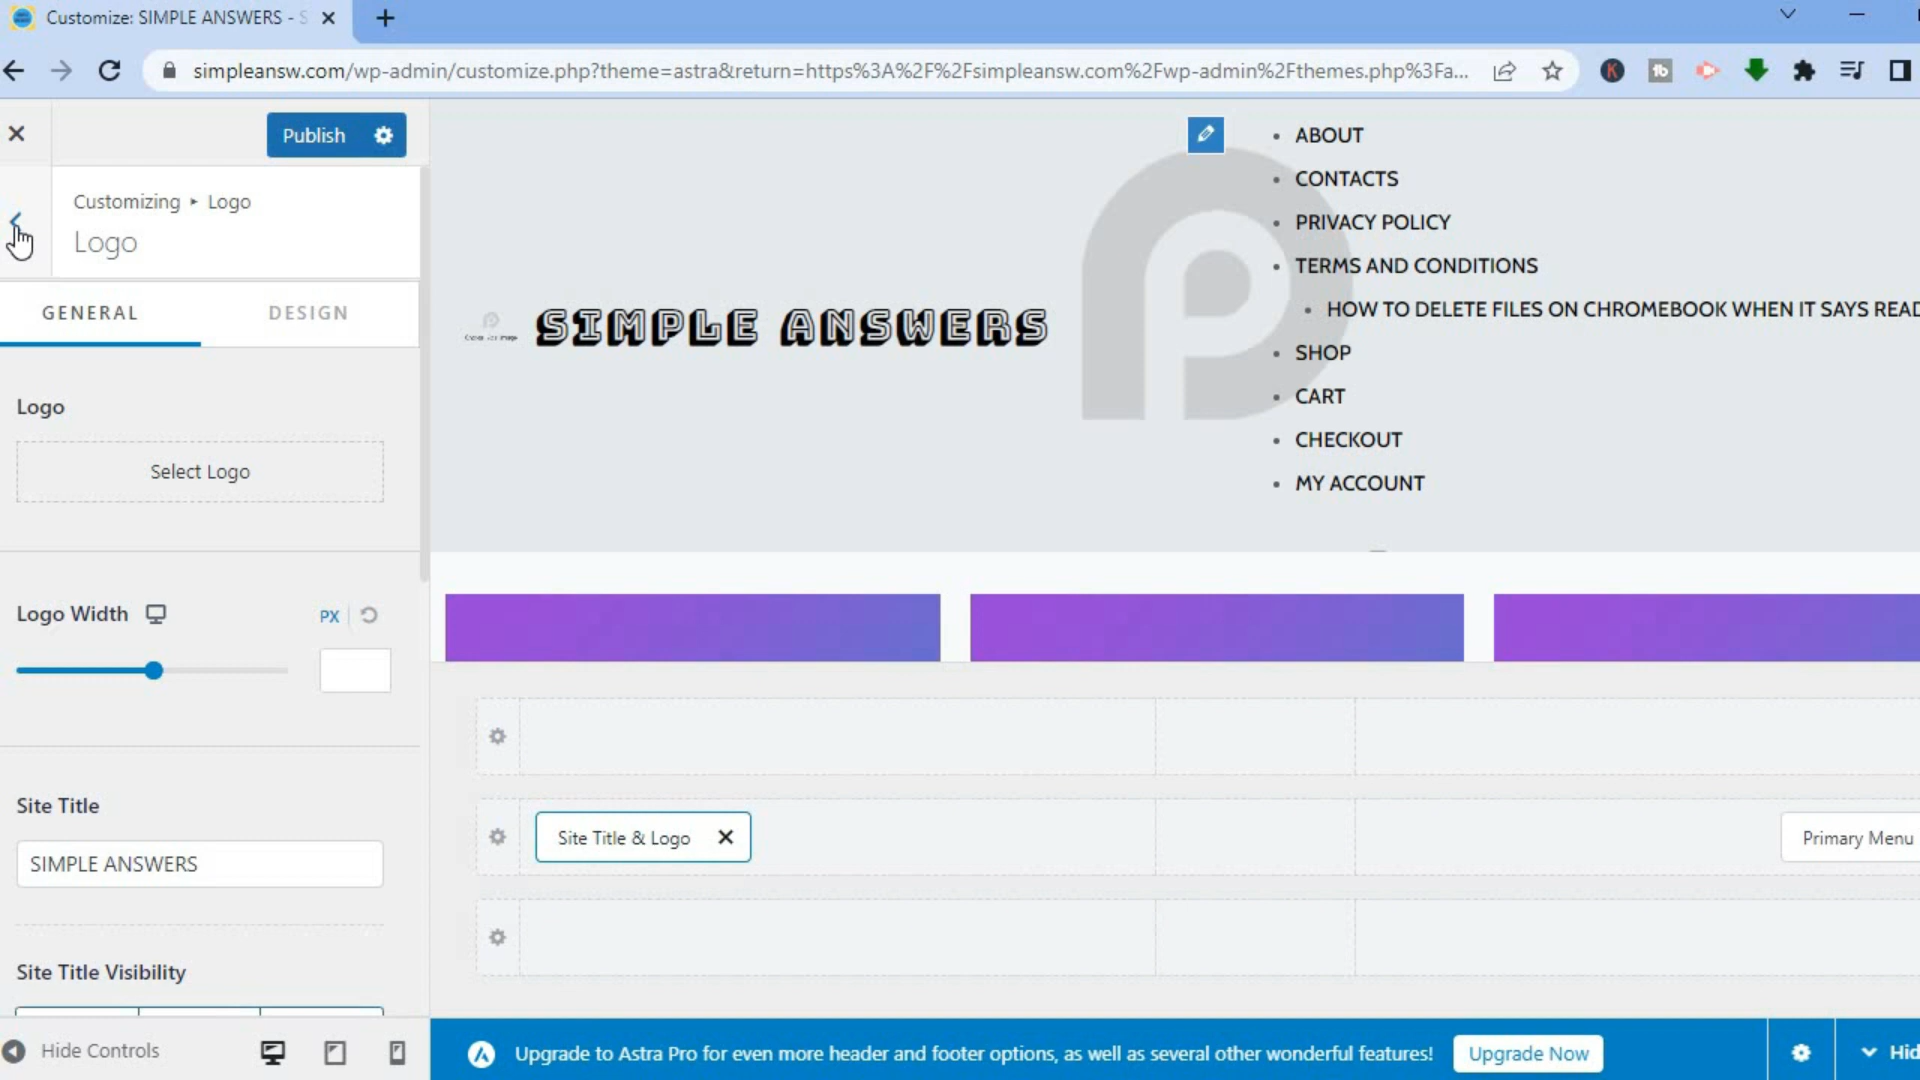 Customize: SIMPLE ANSWERS -
simpleansw.com/wp-admin/customize.php?theme=astra&return=https%3A%2F%2Fsimpleansw.com%2Fwp-admin%2Fthemes.php%3Fa...
K
tb
Publish
Customizing ▸ Logo
Logo
GENERAL
DESIGN
Logo
Select Logo
Logo Width
PX
Site Title
SIMPLE ANSWERS
Site Title Visibility
Hide Controls
SIMPLE ANSWERS
• ABOUT
• CONTACTS
• PRIVACY POLICY
• TERMS AND CONDITIONS
• HOW TO DELETE FILES ON CHROMEBOOK WHEN IT SAYS READ
• SHOP
• CART
• CHECKOUT
• MY ACCOUNT
Site Title & Logo
Primary Menu
Upgrade to Astra Pro for even more header and footer options, as well as several other wonderful features!
Upgrade Now
Hid